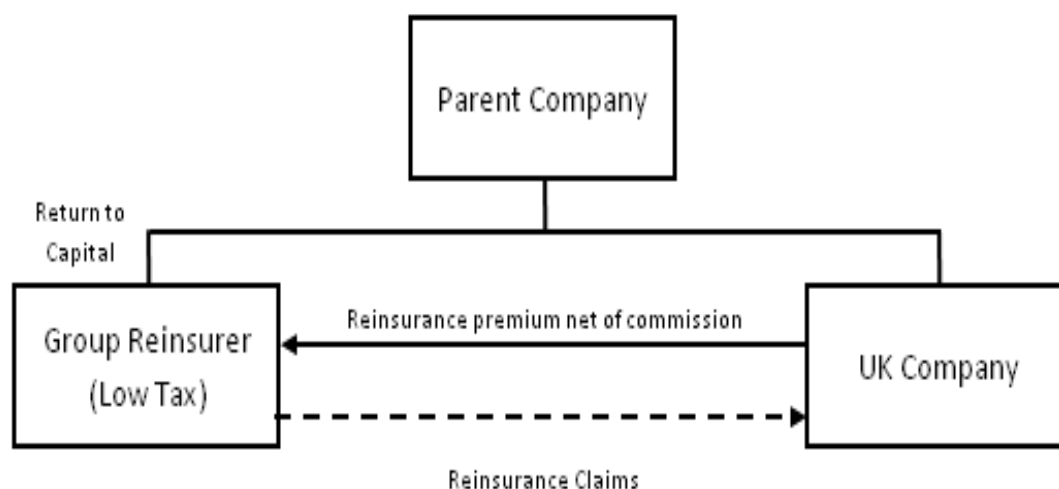 Parent Company
Return to
Capital
Group Reinsurer
(Low Tax)
Reinsurance premium net of commission
UK Company
Reinsurance Claims